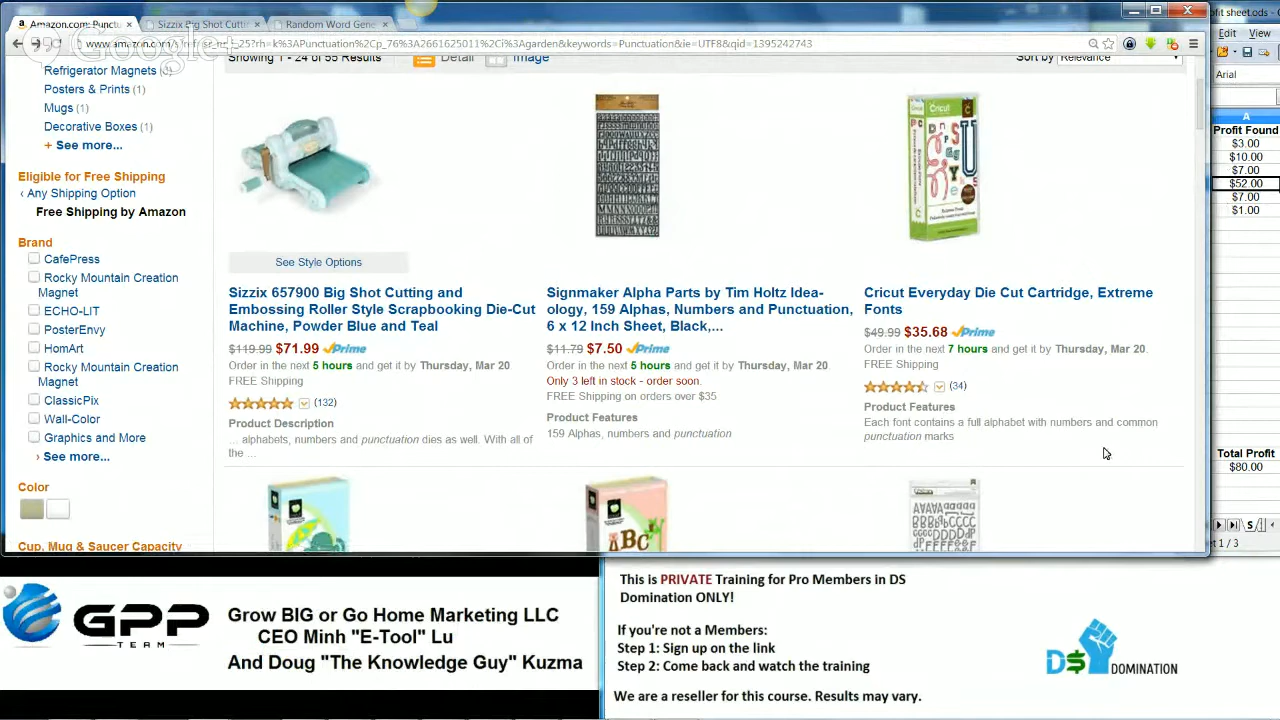 Amazon.com: Punctu
Sizzix Big Shot Cutti
Random Word Gene
Google+
ofit sheet.ods - O
Edit View
Arial
A
Profit Found
$3.00
$10.00
$7.00
$52.00
$7.00
$1.00
Total Profit
$80.00
et 1 / 3
Refrigerator Magnets
Posters & Prints (1)
Mugs (1)
Decorative Boxes (1)
+ See more...
Eligible for Free Shipping
‹ Any Shipping Option
Free Shipping by Amazon
Brand
CafePress
Rocky Mountain Creation
Magnet
ECHO-LIT
PosterEnvy
HomArt
Rocky Mountain Creation
Magnet
ClassicPix
Wall-Color
Graphics and More
› See more...
Color
Cup, Mug & Saucer Capacity
Showing 1 - 24 of 55 Results
Detail
Image
Sort by Relevance
See Style Options
Sizzix 657900 Big Shot Cutting and
Embossing Roller Style Scrapbooking Die-Cut
Machine, Powder Blue and Teal
$119.99 $71.99 Prime
Order in the next 5 hours and get it by Thursday, Mar 20
FREE Shipping
(132)
Product Description
... alphabets, numbers and punctuation dies as well. With all of
the ...
Signmaker Alpha Parts by Tim Holtz Idea-
ology, 159 Alphas, Numbers and Punctuation,
6 x 12 Inch Sheet, Black,...
$11.79 $7.50 Prime
Order in the next 5 hours and get it by Thursday, Mar 20.
Only 3 left in stock - order soon.
FREE Shipping on orders over $35
Product Features
159 Alphas, numbers and punctuation
Cricut
Cricut Everyday Die Cut Cartridge, Extreme
Fonts
$49.99 $35.68 Prime
Order in the next 7 hours and get it by Thursday, Mar 20.
FREE Shipping
(34)
Product Features
Each font contains a full alphabet with numbers and common
punctuation marks
ABC
GPP
TEAM
Grow BIG or Go Home Marketing LLC
CEO Minh "E-Tool" Lu
And Doug "The Knowledge Guy" Kuzma
This is PRIVATE Training for Pro Members in DS
Domination ONLY!
If you're not a Members:
Step 1: Sign up on the link
Step 2: Come back and watch the training
We are a reseller for this course. Results may vary.
D$ DOMINATION